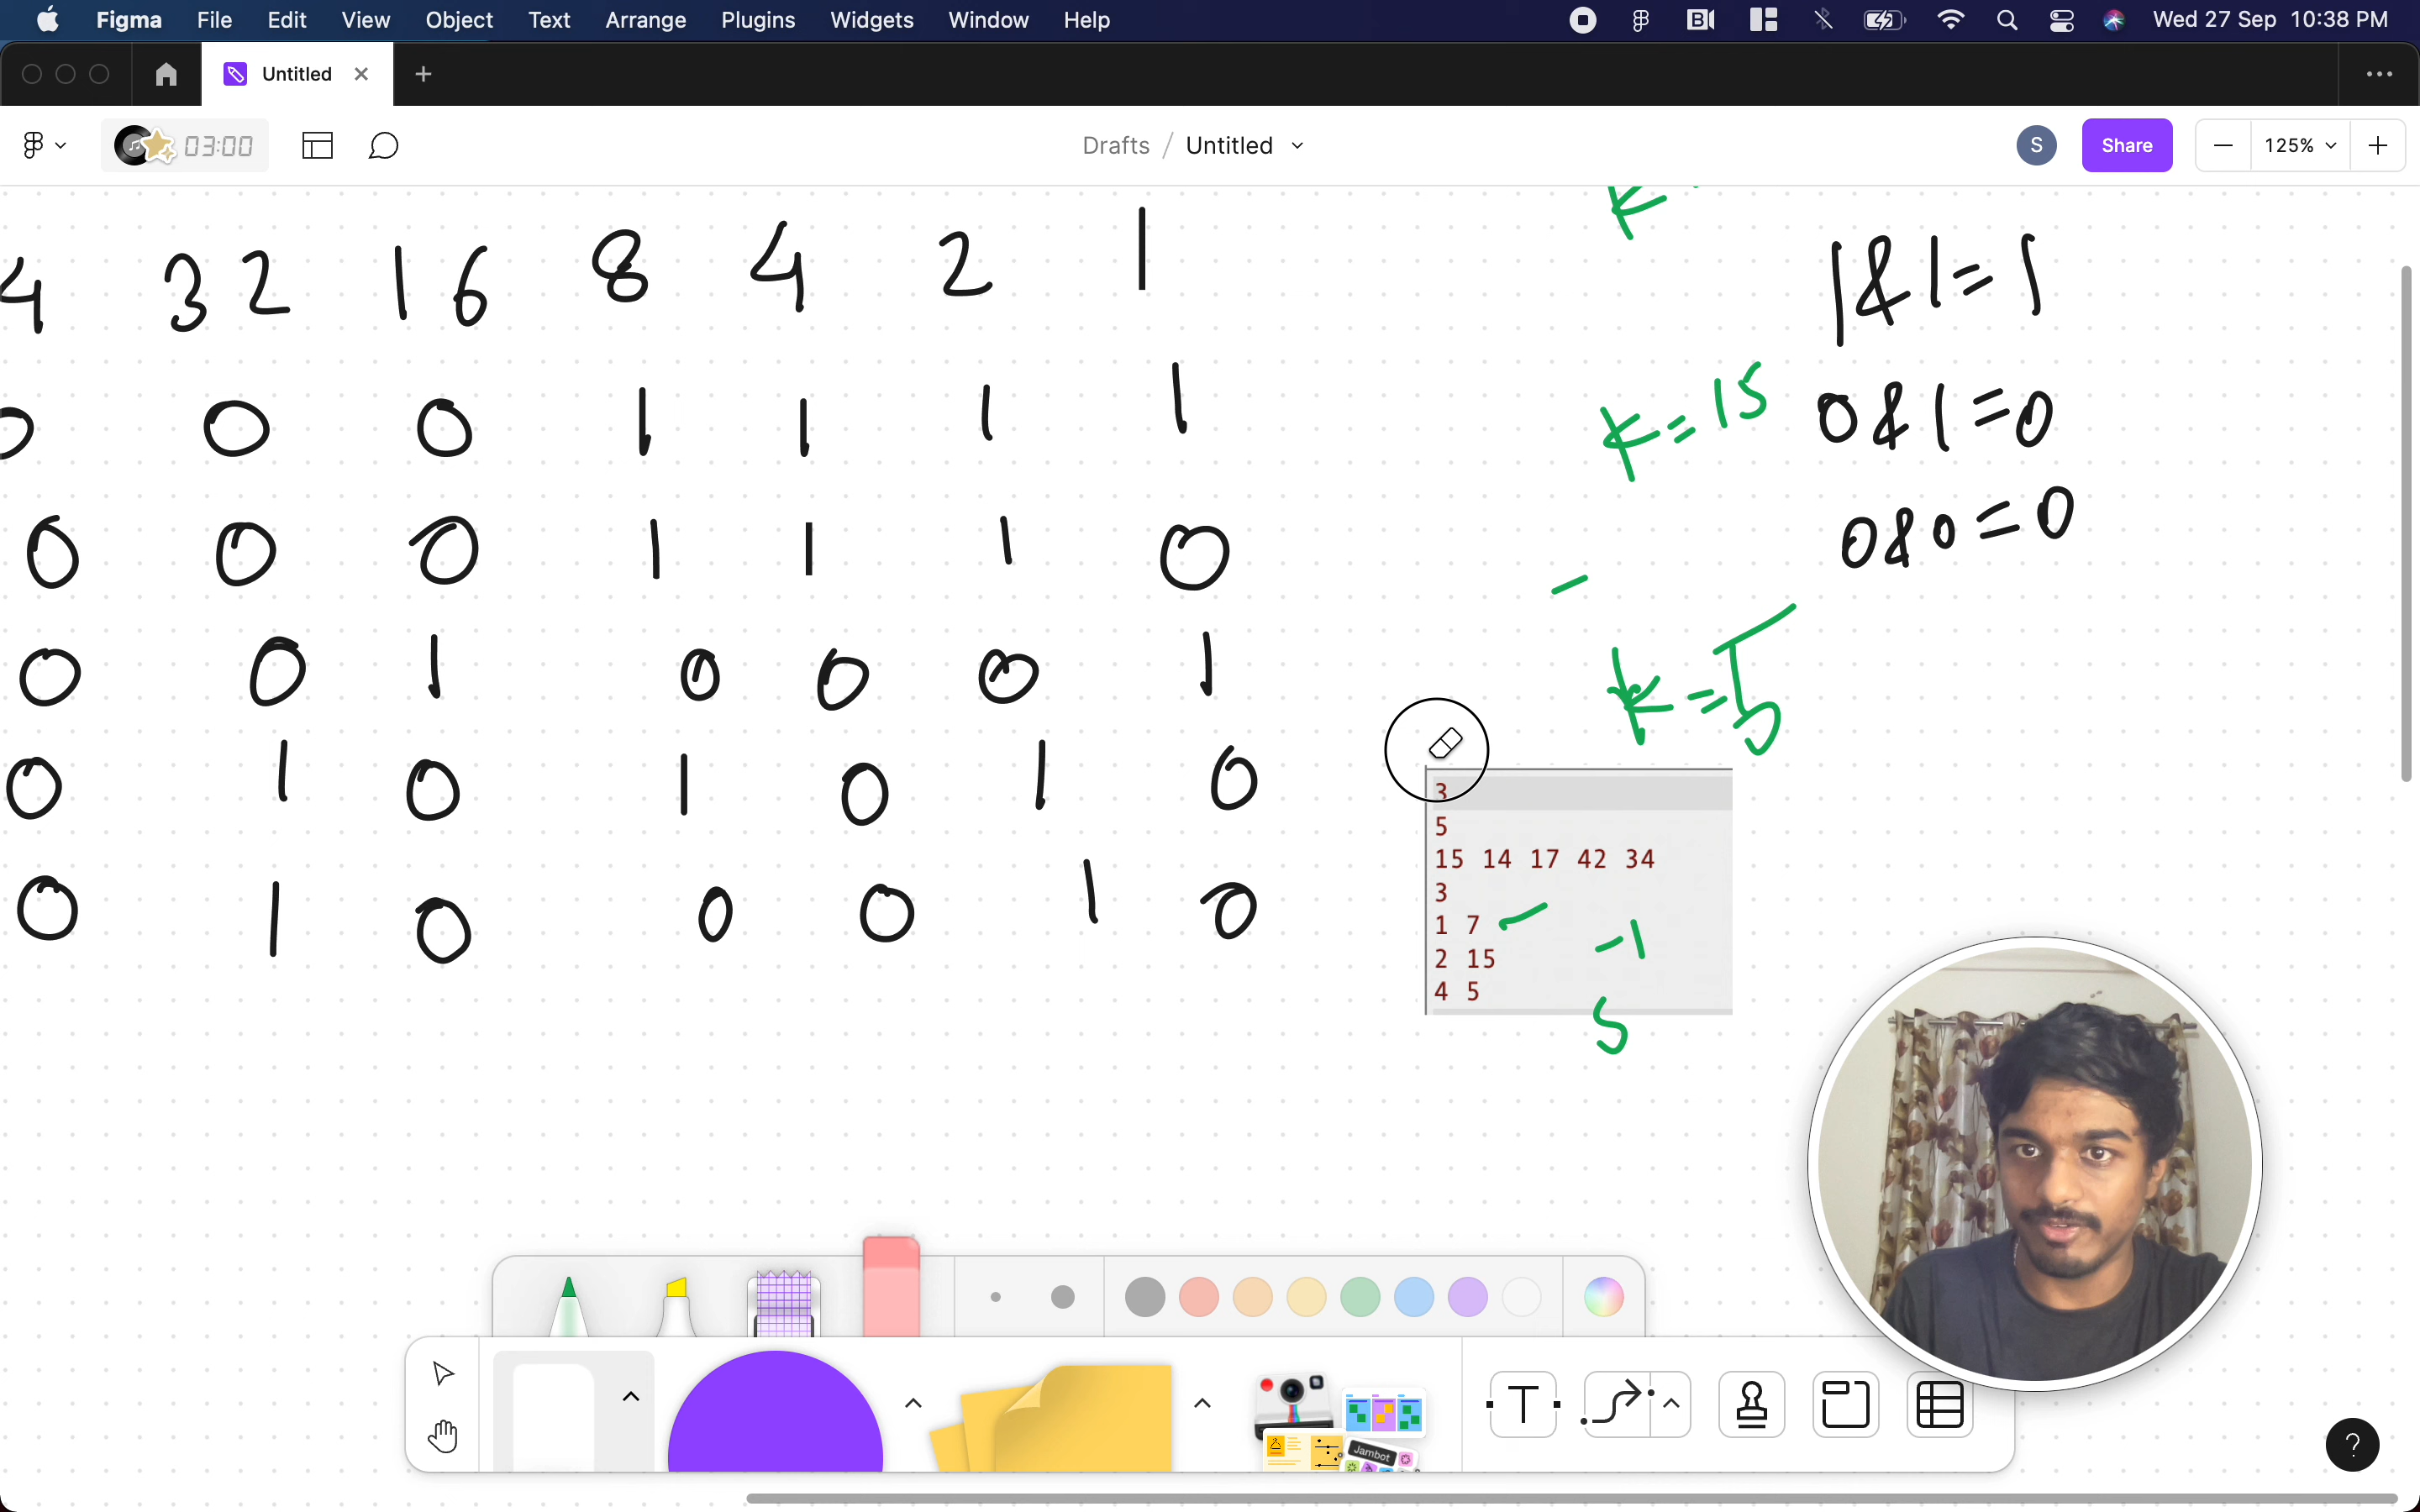 Figma File Edit View Object Text Arrange Plugins Widgets Window Help Wed 27 Sep 10:38 PM
Untitled
03:00 Drafts / Untitled S Share 125%
k
4 32 16 8 4 2 1 1&1=1
0 0 0 1 1 1 1 k=15 0&1=0
0 0 0 1 1 1 0 0&0=0
0 0 1 0 0 0 1 k=5
0 1 0 1 0 1 0
0 1 0 0 0 1 0
3
5
15 14 17 42 34
3
1 7
2 15 -1
4 5
5
T
Jambot
?